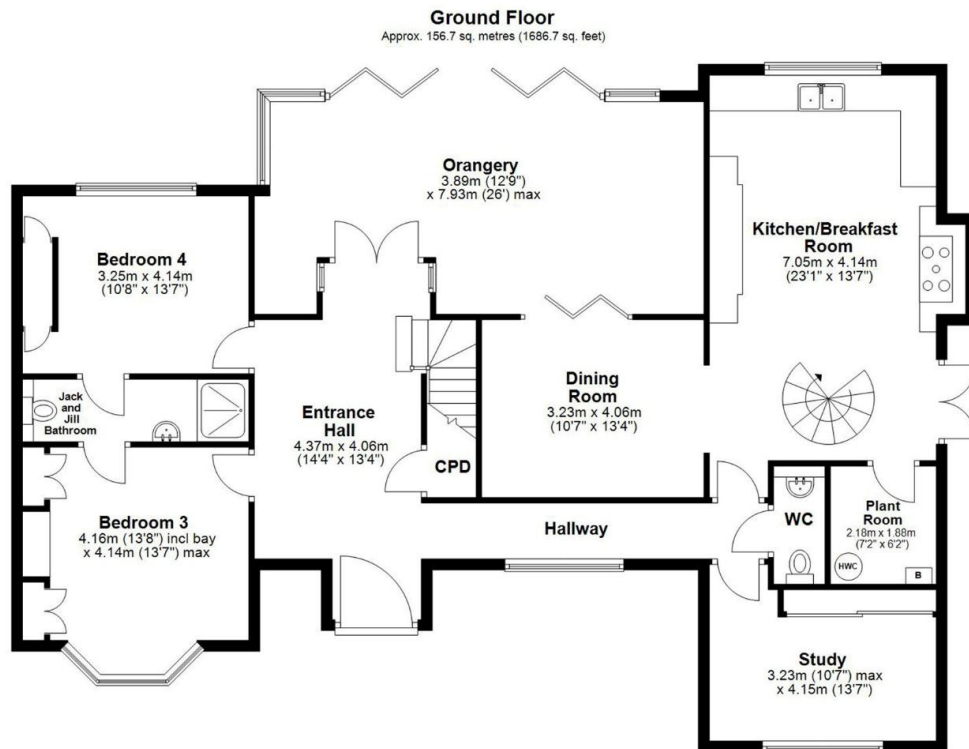 Ground Floor
Approx. 156.7 sq. metres (1686.7 sq. feet)
Orangery
3.89m (12'9")
x 7.93m (26') max
Kitchen/Breakfast
Room
7.05m x 4.14m
(23'1" x 13'7")
Bedroom 4
3.25m x 4.14m
(10'8" x 13'7")
Jack
and
Jill
Bathroom
Entrance
Hall
4.37m x 4.06m
(14'4" x 13'4")
CPD
Dining
Room
3.23m x 4.06m
(10'7" x 13'4")
Bedroom 3
4.16m (13'8") incl bay
x 4.14m (13'7") max
Hallway
WC
Plant
Room
2.18m x 1.88m
(7'2" x 6'2")
HWC
B
Study
3.23m (10'7") max
x 4.15m (13'7")